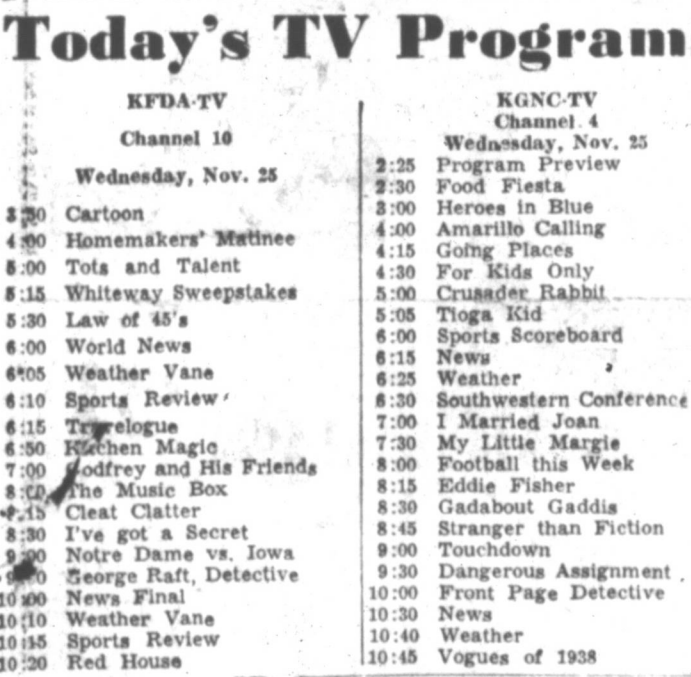 Today's TV Program
KFDA-TV
Channel 10
Wednesday, Nov. 25
3:30 Cartoon
4:00 Homemakers' Matinee
5:00 Tots and Talent
5:15 Whiteway Sweepstakes
5:30 Law of 45's
6:00 World News
6:05 Weather Vane
6:10 Sports Review
6:15 Travelogue
6:50 Kitchen Magic
7:00 Godfrey and His Friends
8:00 The Music Box
Cleat Clatter
8:30 I've got a Secret
9:00 Notre Dame vs. Iowa
George Raft, Detective
10:00 News Final
10:10 Weather Vane
10:15 Sports Review
10:20 Red House
KGNC-TV
Channel 4
Wednesday, Nov. 25
2:25 Program Preview
2:30 Food Fiesta
3:00 Heroes in Blue
4:00 Amarillo Calling
4:15 Going Places
4:30 For Kids Only
5:00 Crusader Rabbit
5:05 Tioga Kid
6:00 Sports Scoreboard
6:15 News
6:25 Weather
6:30 Southwestern Conference
7:00 I Married Joan
7:30 My Little Margie
8:00 Football this Week
8:15 Eddie Fisher
8:30 Gadabout Gaddis
8:45 Stranger than Fiction
9:00 Touchdown
9:30 Dangerous Assignment
10:00 Front Page Detective
10:30 News
10:40 Weather
10:45 Vogues of 1938